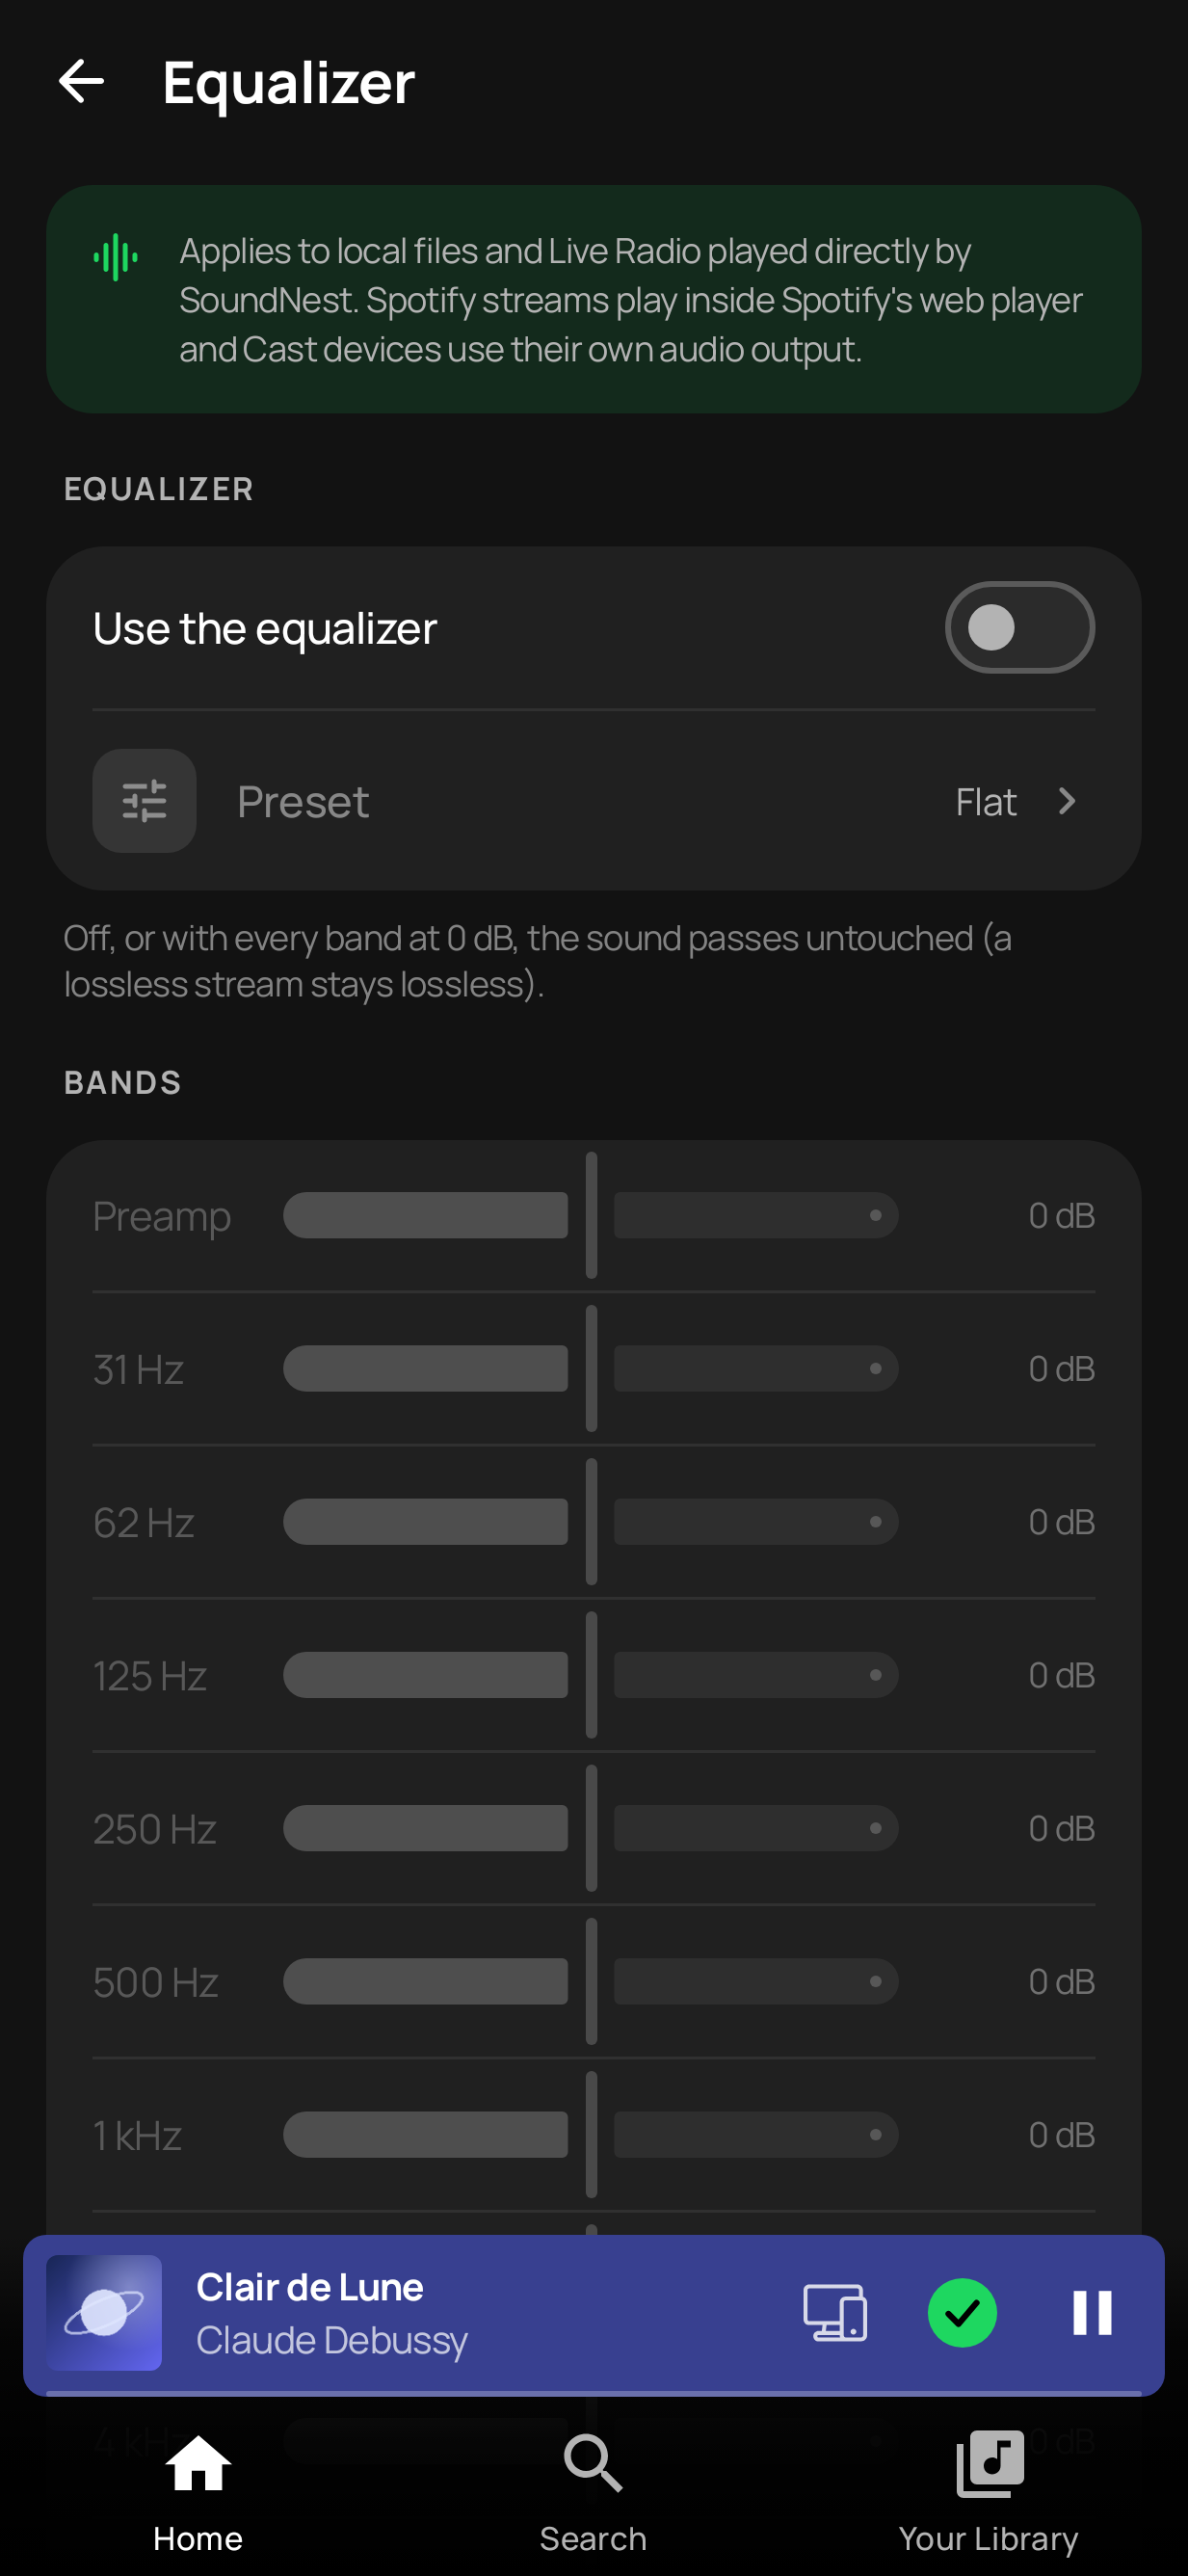 Equalizer
Applies to local files and Live Radio played directly by
SoundNest. Spotify streams play inside Spotify's web player
and Cast devices use their own audio output.
EQUALIZER
Use the equalizer
Preset Flat
Off, or with every band at 0 dB, the sound passes untouched (a
lossless stream stays lossless).
BANDS
Preamp 0 dB
31 Hz 0 dB
62 Hz 0 dB
125 Hz 0 dB
250 Hz 0 dB
500 Hz 0 dB
1 kHz 0 dB
Clair de Lune
Claude Debussy
4 kHz 0 dB
Home Search Your Library